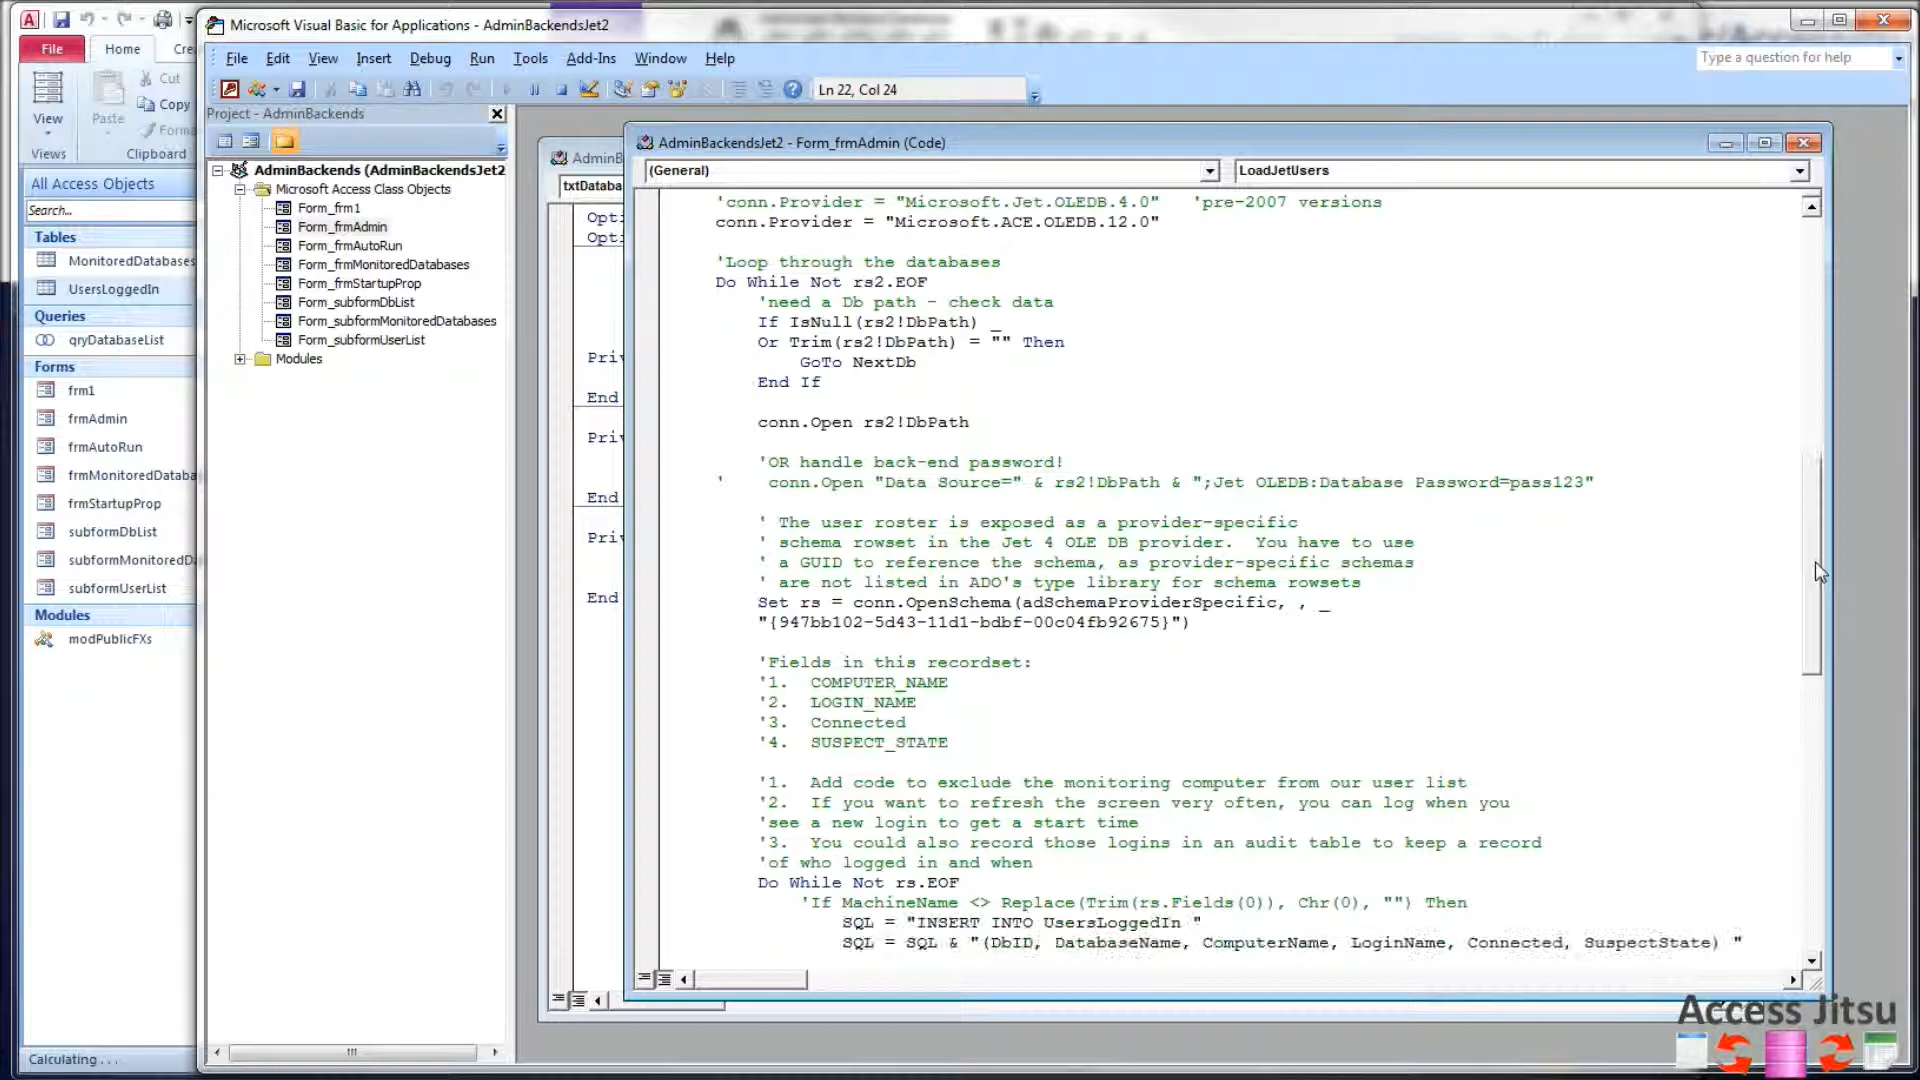 Microsoft Visual Basic for Applications - AdminBackendsJet2
File
Home
Cre
View
Views
Paste
Cut
Copy
Forma
Clipboard
File Edit View Insert Debug Run Tools Add-Ins Window Help
Type a question for help
Ln 22, Col 24
Project - AdminBackends
AdminBackends (AdminBackendsJet2
Microsoft Access Class Objects
Form_frm1
Form_frmAdmin
Form_frmAutoRun
Form_frmMonitoredDatabases
Form_frmStartupProp
Form_subformDbList
Form_subformMonitoredDatabases
Form_subformUserList
Modules
All Access Objects
Search...
Tables
MonitoredDatabases
UsersLoggedIn
Queries
qryDatabaseList
Forms
frm1
frmAdmin
frmAutoRun
frmMonitoredDataba
frmStartupProp
subformDbList
subformMonitoredDa
subformUserList
Modules
modPublicFXs
Calculating . . .
AdminB
txtDataba
Opti
Opti
Priv
End
Priv
End
Priv
End
AdminBackendsJet2 - Form_frmAdmin (Code)
(General)
LoadJetUsers
'conn.Provider = "Microsoft.Jet.OLEDB.4.0" 'pre-2007 versions
conn.Provider = "Microsoft.ACE.OLEDB.12.0"
'Loop through the databases
Do While Not rs2.EOF
'need a Db path - check data
If IsNull(rs2!DbPath) _
Or Trim(rs2!DbPath) = "" Then
GoTo NextDb
End If
conn.Open rs2!DbPath
'OR handle back-end password!
' conn.Open "Data Source=" & rs2!DbPath & ";Jet OLEDB:Database Password=pass123"
' The user roster is exposed as a provider-specific
' schema rowset in the Jet 4 OLE DB provider. You have to use
' a GUID to reference the schema, as provider-specific schemas
' are not listed in ADO's type library for schema rowsets
Set rs = conn.OpenSchema(adSchemaProviderSpecific, , _
"{947bb102-5d43-11d1-bdbf-00c04fb92675}")
'Fields in this recordset:
'1. COMPUTER_NAME
'2. LOGIN_NAME
'3. Connected
'4. SUSPECT_STATE
'1. Add code to exclude the monitoring computer from our user list
'2. If you want to refresh the screen very often, you can log when you
'see a new login to get a start time
'3. You could also record those logins in an audit table to keep a record
'of who logged in and when
Do While Not rs.EOF
'If MachineName <> Replace(Trim(rs.Fields(0)), Chr(0), "") Then
SQL = "INSERT INTO UsersLoggedIn "
SQL = SQL & "(DbID, DatabaseName, ComputerName, LoginName, Connected, SuspectState) "
Access Jitsu